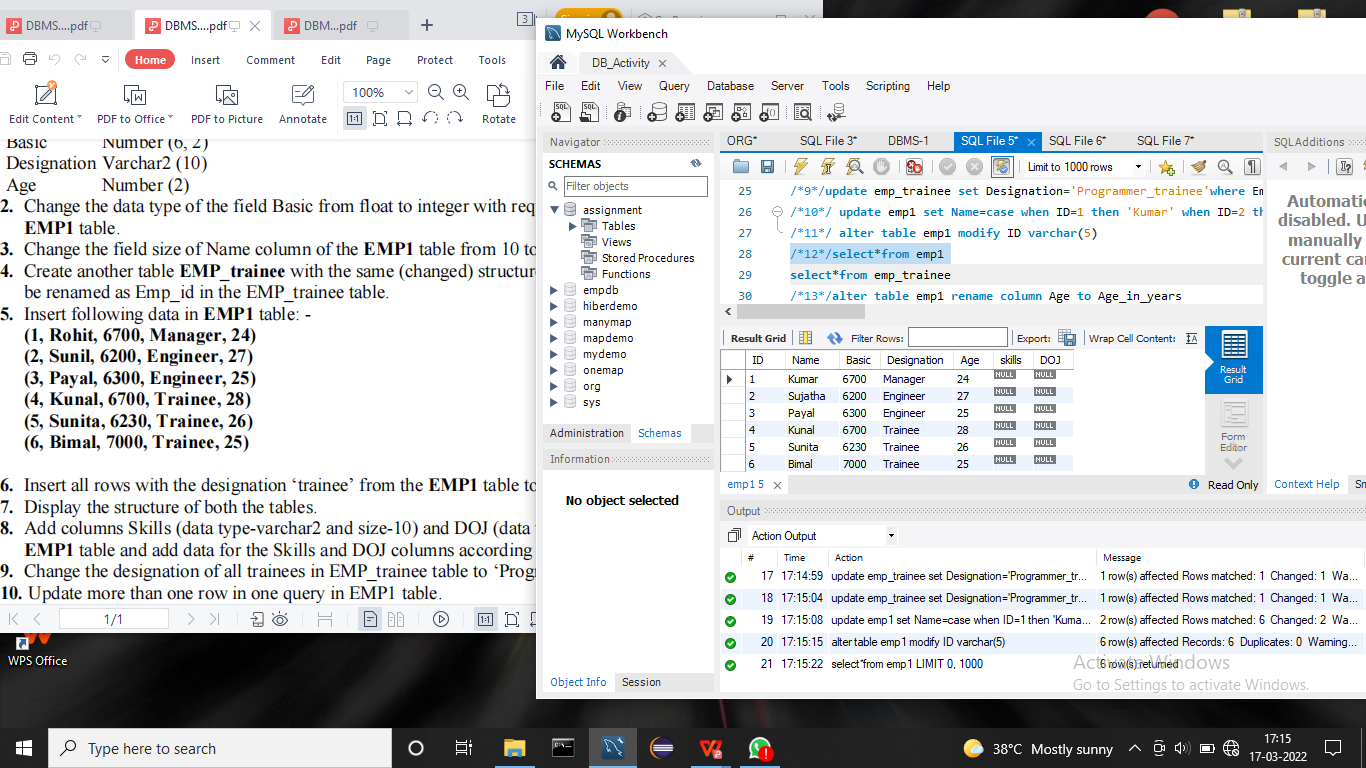 DBMS....pdf
DBMS....pdf
DBM...pdf
3
Home
Insert
Comment
Edit
Page
Protect
Tools
Edit Content
PDF to Office
PDF to Picture
Annotate
100%
1:1
Rotate
Basic Number (6, 2)
Designation Varchar2 (10)
Age Number (2)
2. Change the data type of the field Basic from float to integer with req
EMP1 table.
3. Change the field size of Name column of the EMP1 table from 10 to
4. Create another table EMP_trainee with the same (changed) structur
be renamed as Emp_id in the EMP_trainee table.
5. Insert following data in EMP1 table: -
(1, Rohit, 6700, Manager, 24)
(2, Sunil, 6200, Engineer, 27)
(3, Payal, 6300, Engineer, 25)
(4, Kunal, 6700, Trainee, 28)
(5, Sunita, 6230, Trainee, 26)
(6, Bimal, 7000, Trainee, 25)
6. Insert all rows with the designation ‘trainee’ from the EMP1 table to
7. Display the structure of both the tables.
8. Add columns Skills (data type-varchar2 and size-10) and DOJ (data
EMP1 table and add data for the Skills and DOJ columns according
9. Change the designation of all trainees in EMP_trainee table to ‘Prog
10. Update more than one row in one query in EMP1 table.
1/1
1:1
WPS Office
MySQL Workbench
DB_Activity
File Edit View Query Database Server Tools Scripting Help
Navigator
SCHEMAS
Filter objects
assignment
Tables
Views
Stored Procedures
Functions
empdb
hiberdemo
manymap
mapdemo
mydemo
onemap
org
sys
Administration Schemas
Information
No object selected
Object Info Session
ORG* SQL File 3* DBMS-1 SQL File 5* SQL File 6* SQL File 7*
Limit to 1000 rows
25 /*9*/update emp_trainee set Designation='Programmer_trainee'where Em
26 /*10*/ update emp1 set Name=case when ID=1 then 'Kumar' when ID=2 th
27 /*11*/ alter table emp1 modify ID varchar(5)
28 /*12*/select*from emp1
29 select*from emp_trainee
30 /*13*/alter table emp1 rename column Age to Age_in_years
Result Grid Filter Rows: Export: Wrap Cell Content:
ID Name Basic Designation Age skills DOJ
1 Kumar 6700 Manager 24 NULL NULL
2 Sujatha 6200 Engineer 27 NULL NULL
3 Payal 6300 Engineer 25 NULL NULL
4 Kunal 6700 Trainee 28 NULL NULL
5 Sunita 6230 Trainee 26 NULL NULL
6 Bimal 7000 Trainee 25 NULL NULL
Result
Grid
Form
Editor
emp1 5
Read Only
SQLAdditions
Automatic
disabled. U
manually
current car
toggle a
Context Help Sn
Output
Action Output
# Time Action Message
17 17:14:59 update emp_trainee set Designation='Programmer_tr... 1 row(s) affected Rows matched: 1 Changed: 1 Wa...
18 17:15:04 update emp_trainee set Designation='Programmer_tr... 1 row(s) affected Rows matched: 1 Changed: 1 Wa...
19 17:15:08 update emp1 set Name=case when ID=1 then 'Kuma... 2 row(s) affected Rows matched: 6 Changed: 2 Wa...
20 17:15:15 alter table emp1 modify ID varchar(5) 6 row(s) affected Records: 6 Duplicates: 0 Warning...
21 17:15:22 select*from emp1 LIMIT 0, 1000 6 row(s) returned
Activate Windows
Go to Settings to activate Windows.
Type here to search
38°C Mostly sunny
17:15
17-03-2022